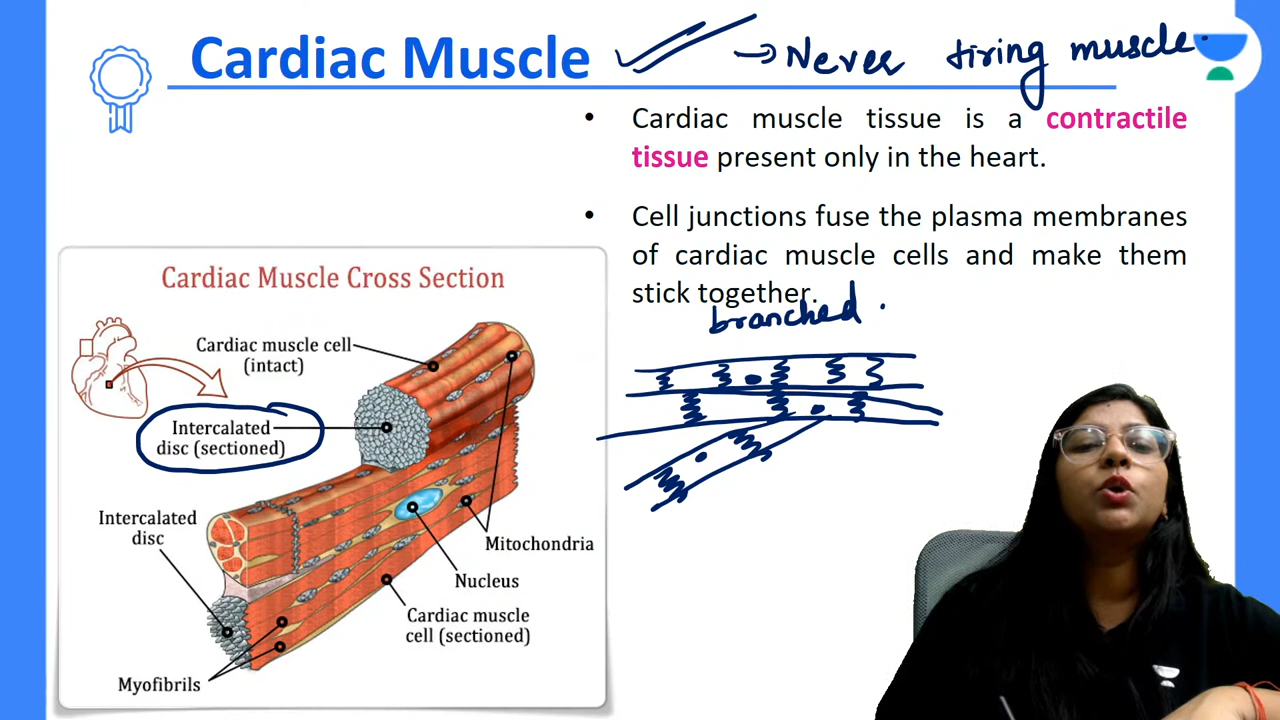 Cardiac Muscle → Never tiring muscle.
• Cardiac muscle tissue is a contractile
tissue present only in the heart.
• Cell junctions fuse the plasma membranes
of cardiac muscle cells and make them
stick together.
branched.
Cardiac Muscle Cross Section
Cardiac muscle cell
(intact)
Intercalated
disc (sectioned)
Intercalated
disc
Mitochondria
Nucleus
Cardiac muscle
cell (sectioned)
Myofibrils